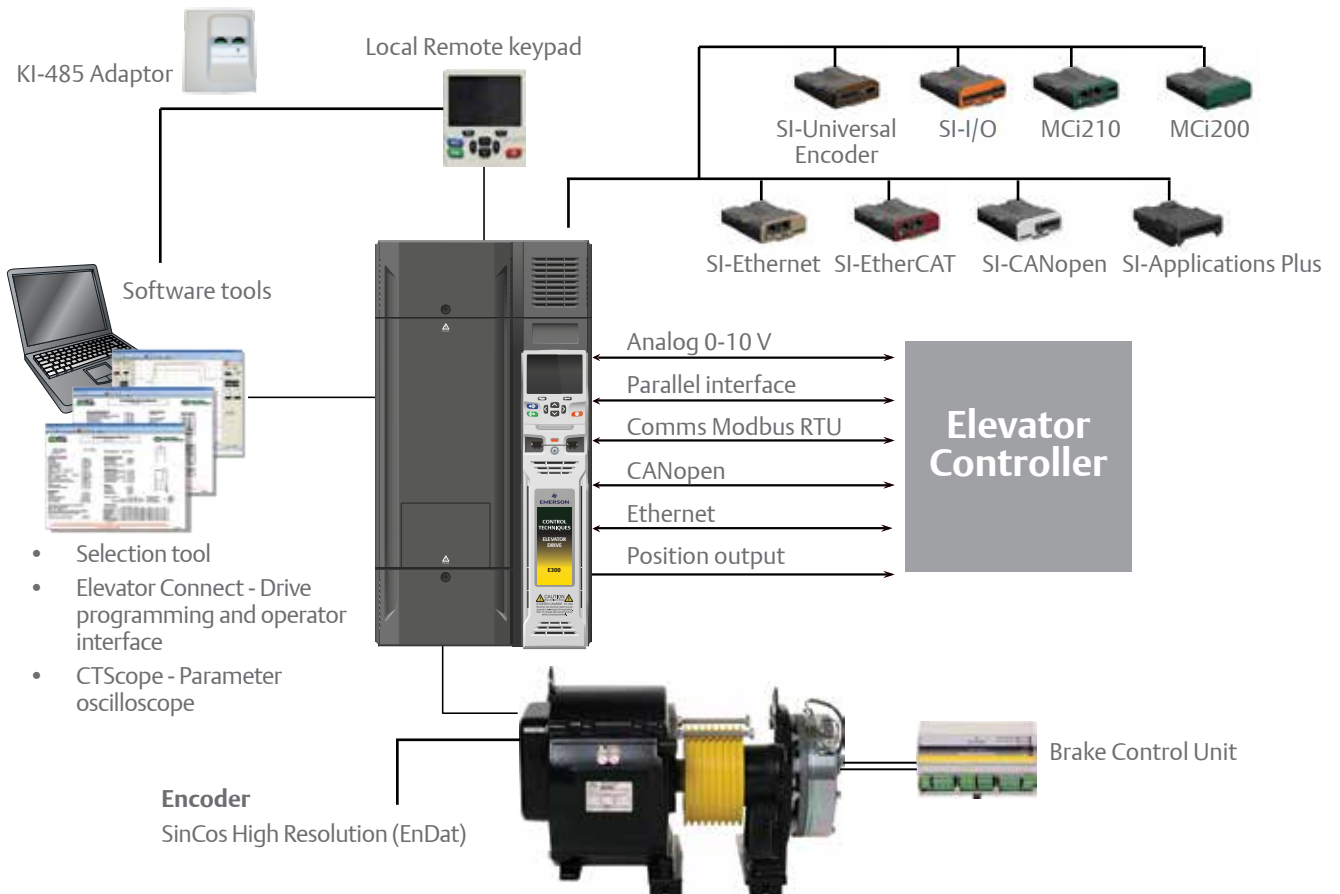 KI-485 Adaptor
Local Remote keypad
SI-Universal
Encoder
SI-I/O
MCi210
MCi200
SI-Ethernet
SI-EtherCAT
SI-CANopen
SI-Applications Plus
Software tools
Analog 0-10 V
Parallel interface
Comms Modbus RTU
CANopen
Ethernet
Position output
Elevator
Controller
EMERSON
CONTROL
TECHNIQUES
ELEVATOR
DRIVE
E300
CAUTION
• Selection tool
• Elevator Connect - Drive
programming and operator
interface
• CTScope - Parameter
oscilloscope
Encoder
SinCos High Resolution (EnDat)
Brake Control Unit